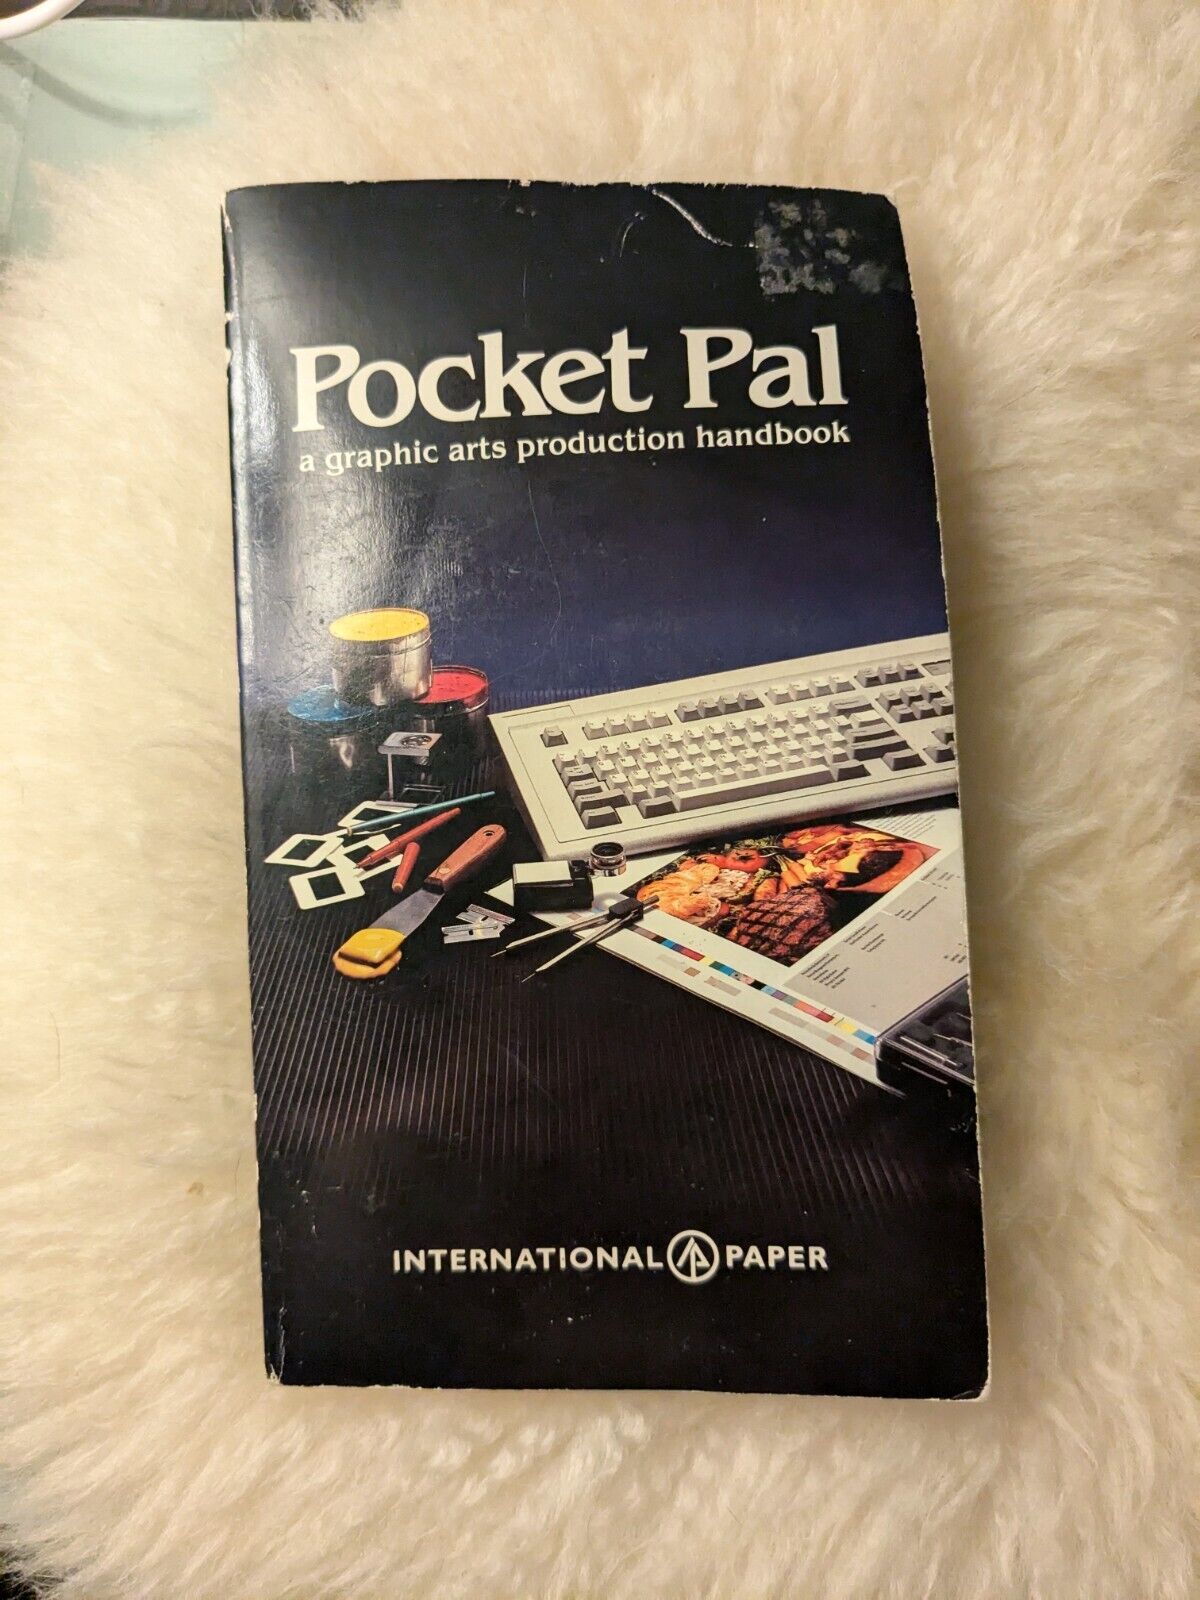 Pocket Pal
a graphic arts production handbook
INTERNATIONAL PAPER